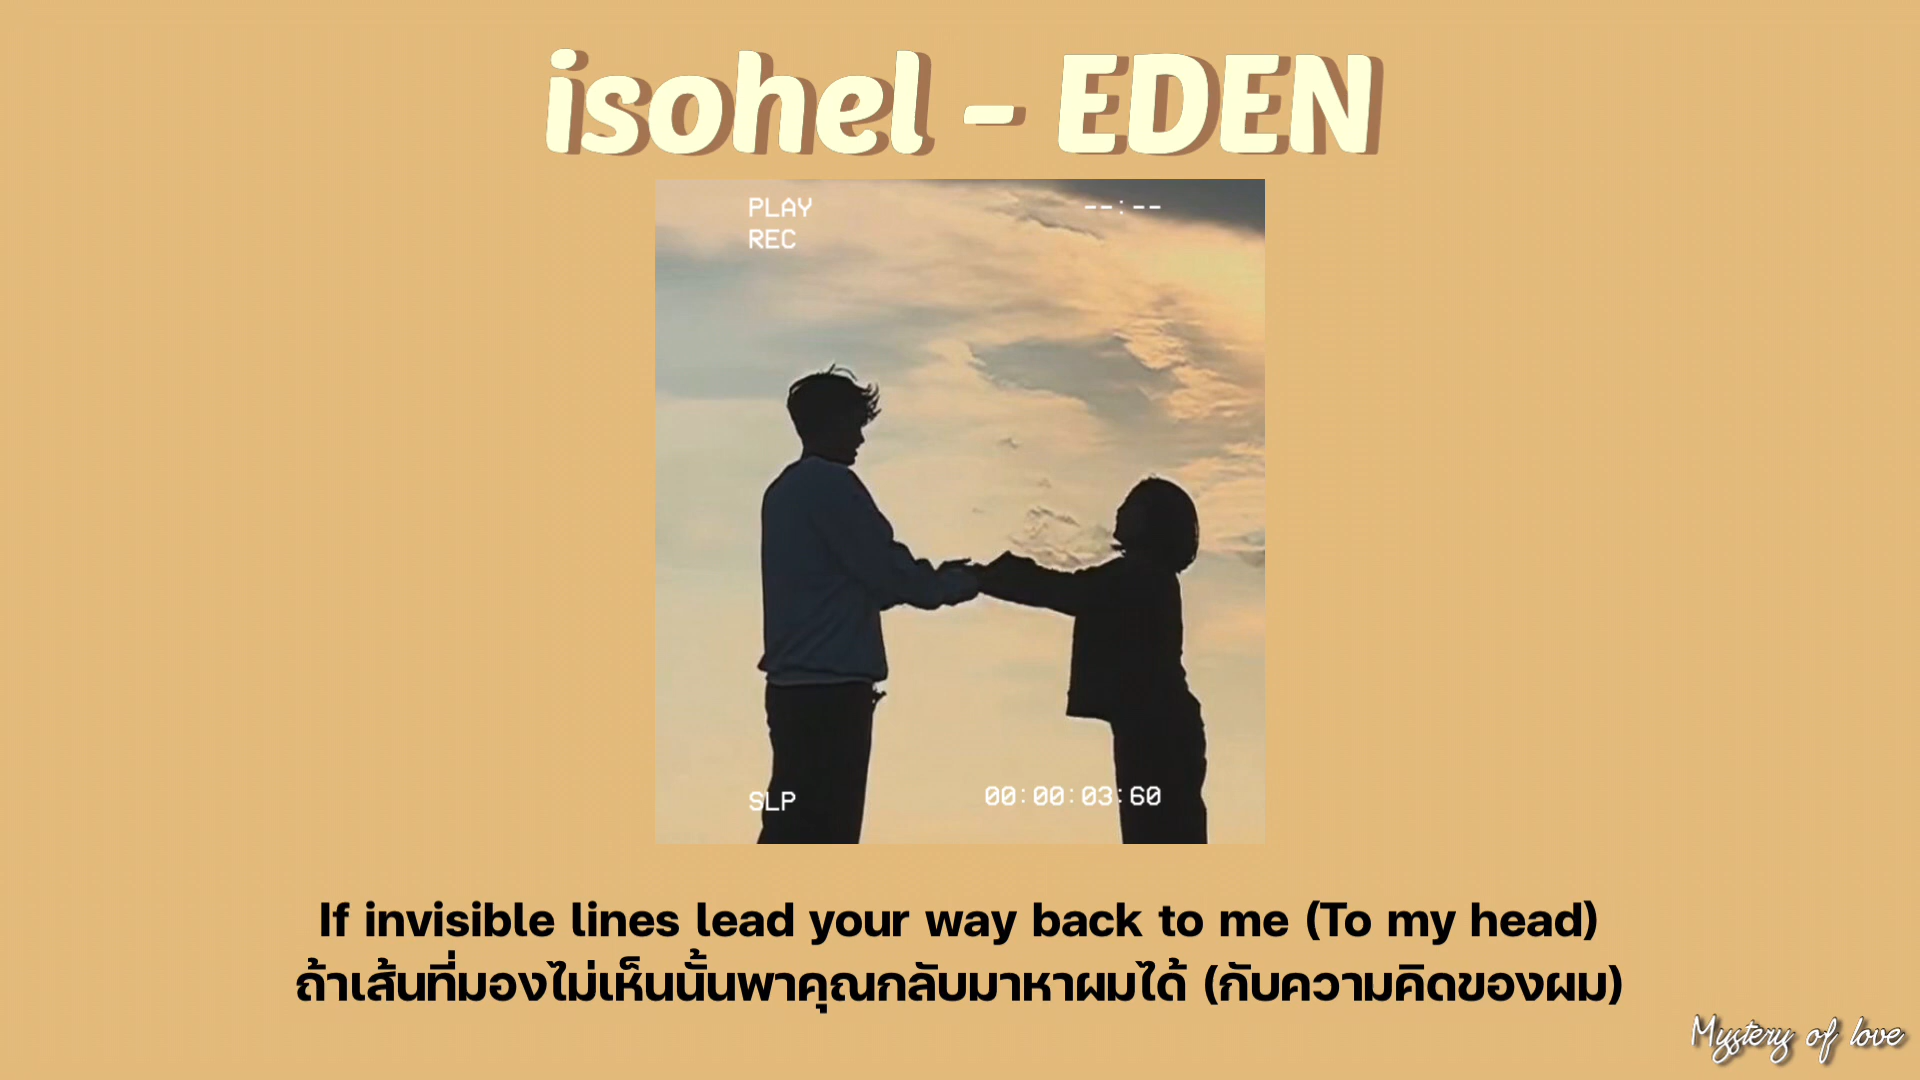 isohel - EDEN
PLAY
--:--
REC
SLP
00:00:03:60
If invisible lines lead your way back to me (To my head)
ถ้าเส้นที่มองไม่เห็นนั้นพาคุณกลับมาหาผมได้ (กับความคิดของผม)
Mystery of love